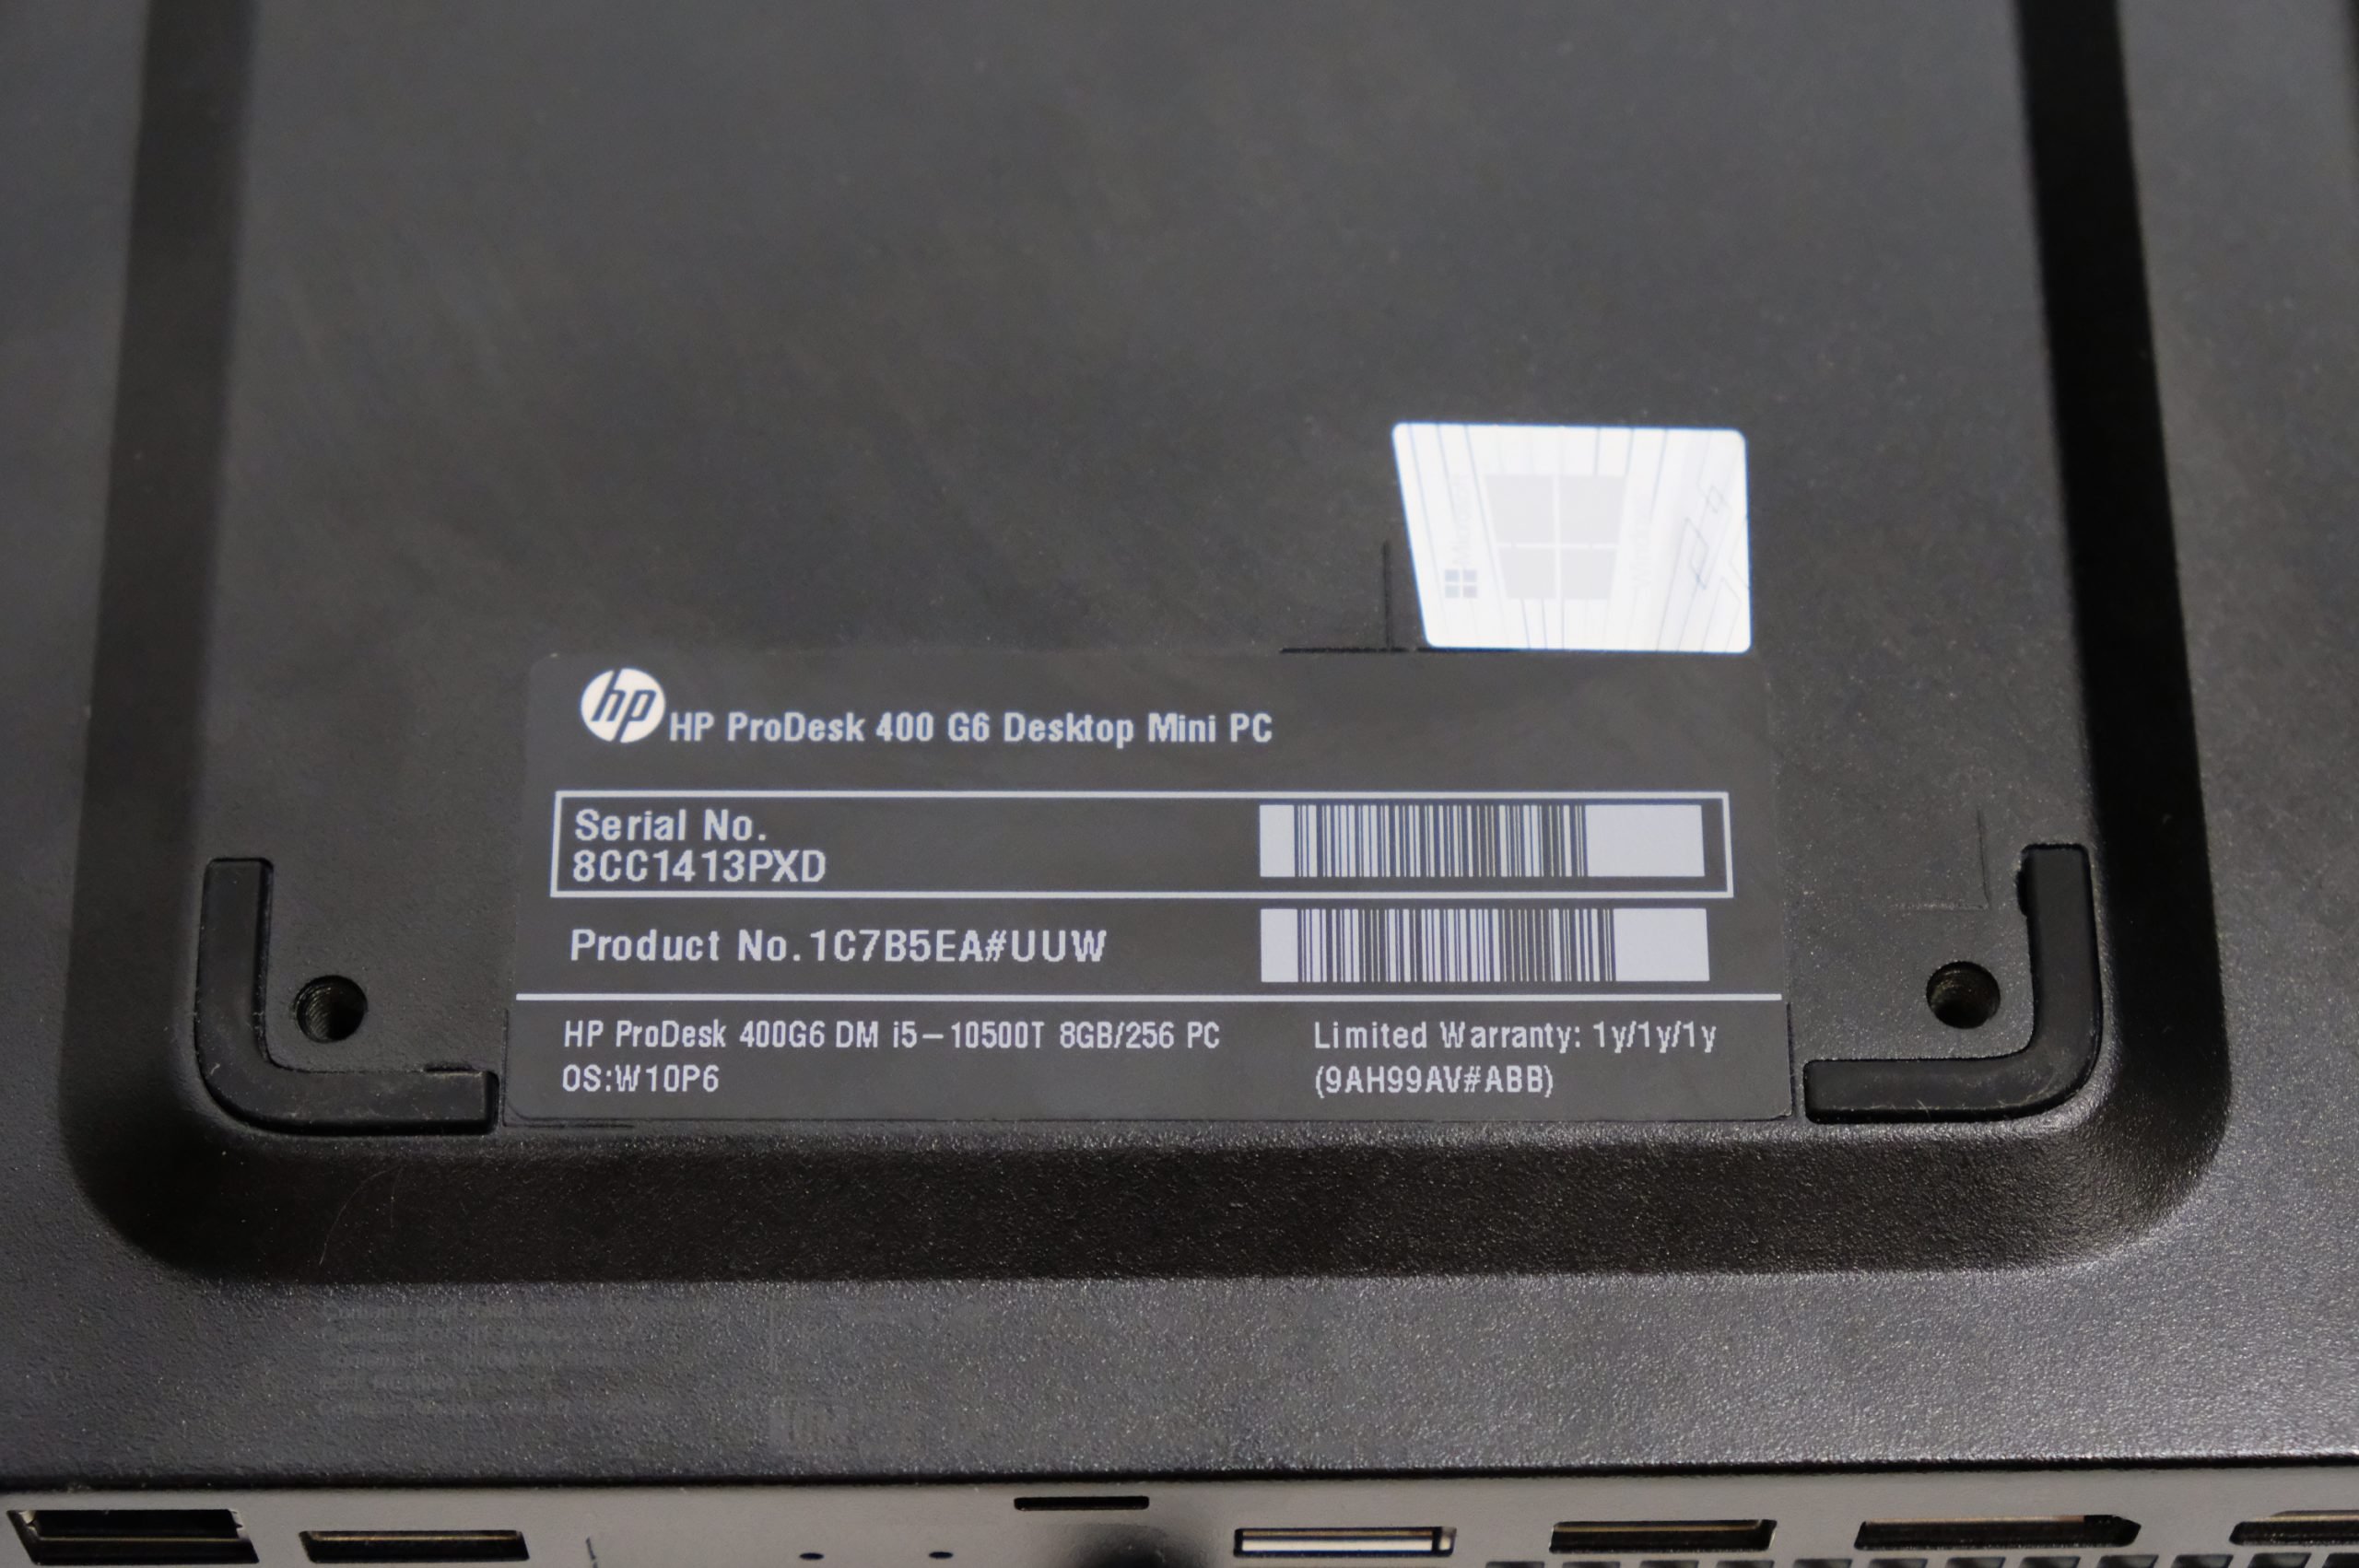 Microsoft
hp
HP ProDesk 400 G6 Desktop Mini PC
Serial No.
8CC1413PXD
Product No.1C7B5EA#UUW
HP ProDesk 400G6 DM i5-10500T 8GB/256 PC
Limited Warranty: 1y/1y/1y
OS:W10P6
(9AH99AV#ABB)